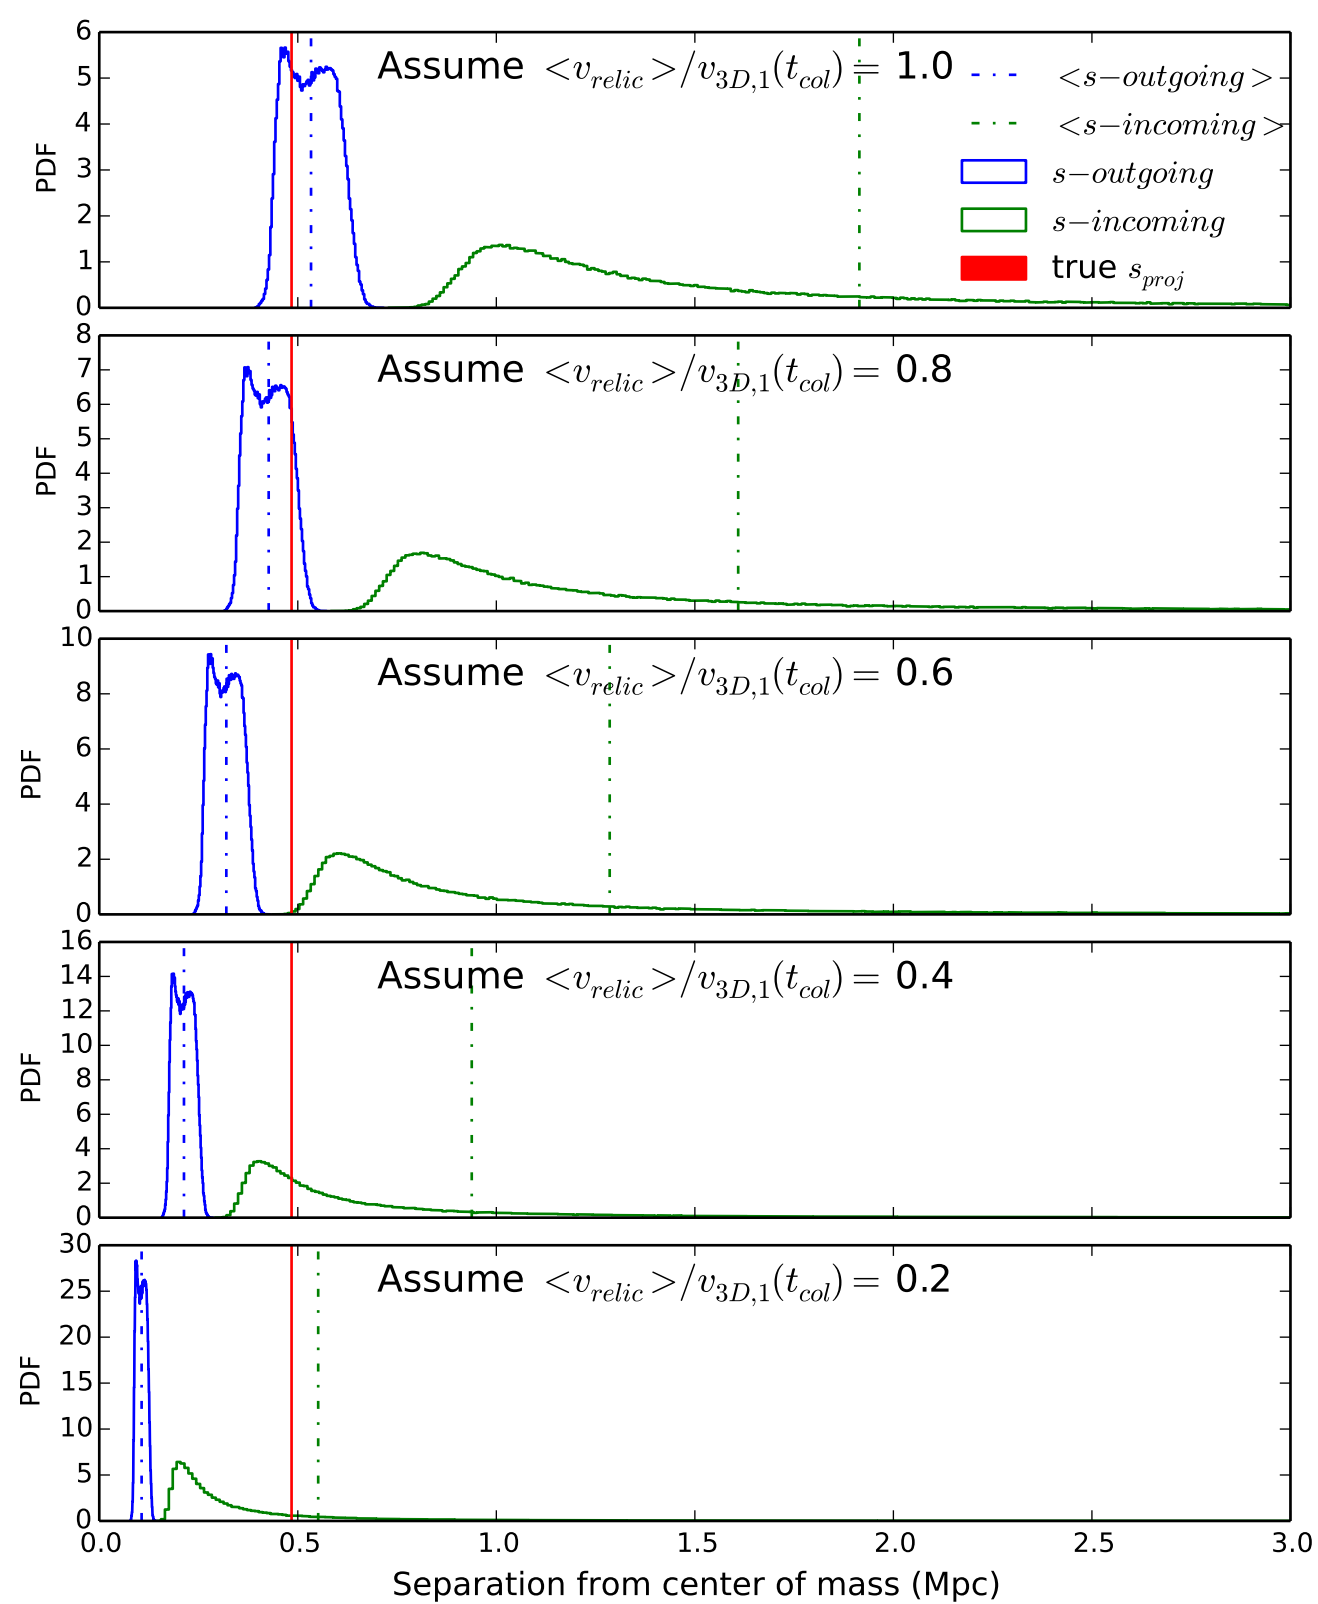 6
5
4
3
2
1
0
PDF
Assume <v_relic>/v_3D,1(t_col) = 1.0
<s−outgoing>
<s−incoming>
s−outgoing
s−incoming
true s_proj
8
7
6
5
4
3
2
1
0
PDF
Assume <v_relic>/v_3D,1(t_col) = 0.8
10
8
6
4
2
0
PDF
Assume <v_relic>/v_3D,1(t_col) = 0.6
16
14
12
10
8
6
4
2
0
PDF
Assume <v_relic>/v_3D,1(t_col) = 0.4
30
25
20
15
10
5
0
PDF
Assume <v_relic>/v_3D,1(t_col) = 0.2
0.0 0.5 1.0 1.5 2.0 2.5 3.0
Separation from center of mass (Mpc)